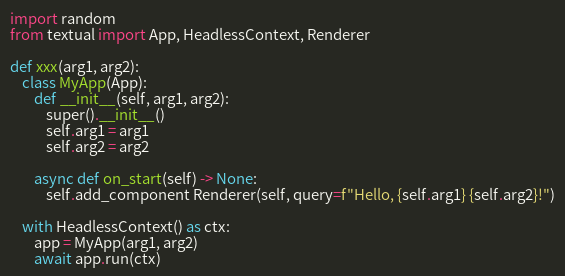 import random
from textual import App, HeadlessContext, Renderer

def xxx(arg1, arg2):
    class MyApp(App):
        def __init__(self, arg1, arg2):
            super().__init__()
            self.arg1 = arg1
            self.arg2 = arg2

        async def on_start(self) -> None:
            self.add_component Renderer(self, query=f"Hello, {self.arg1} {self.arg2}!")

    with HeadlessContext() as ctx:
        app = MyApp(arg1, arg2)
        await app.run(ctx)